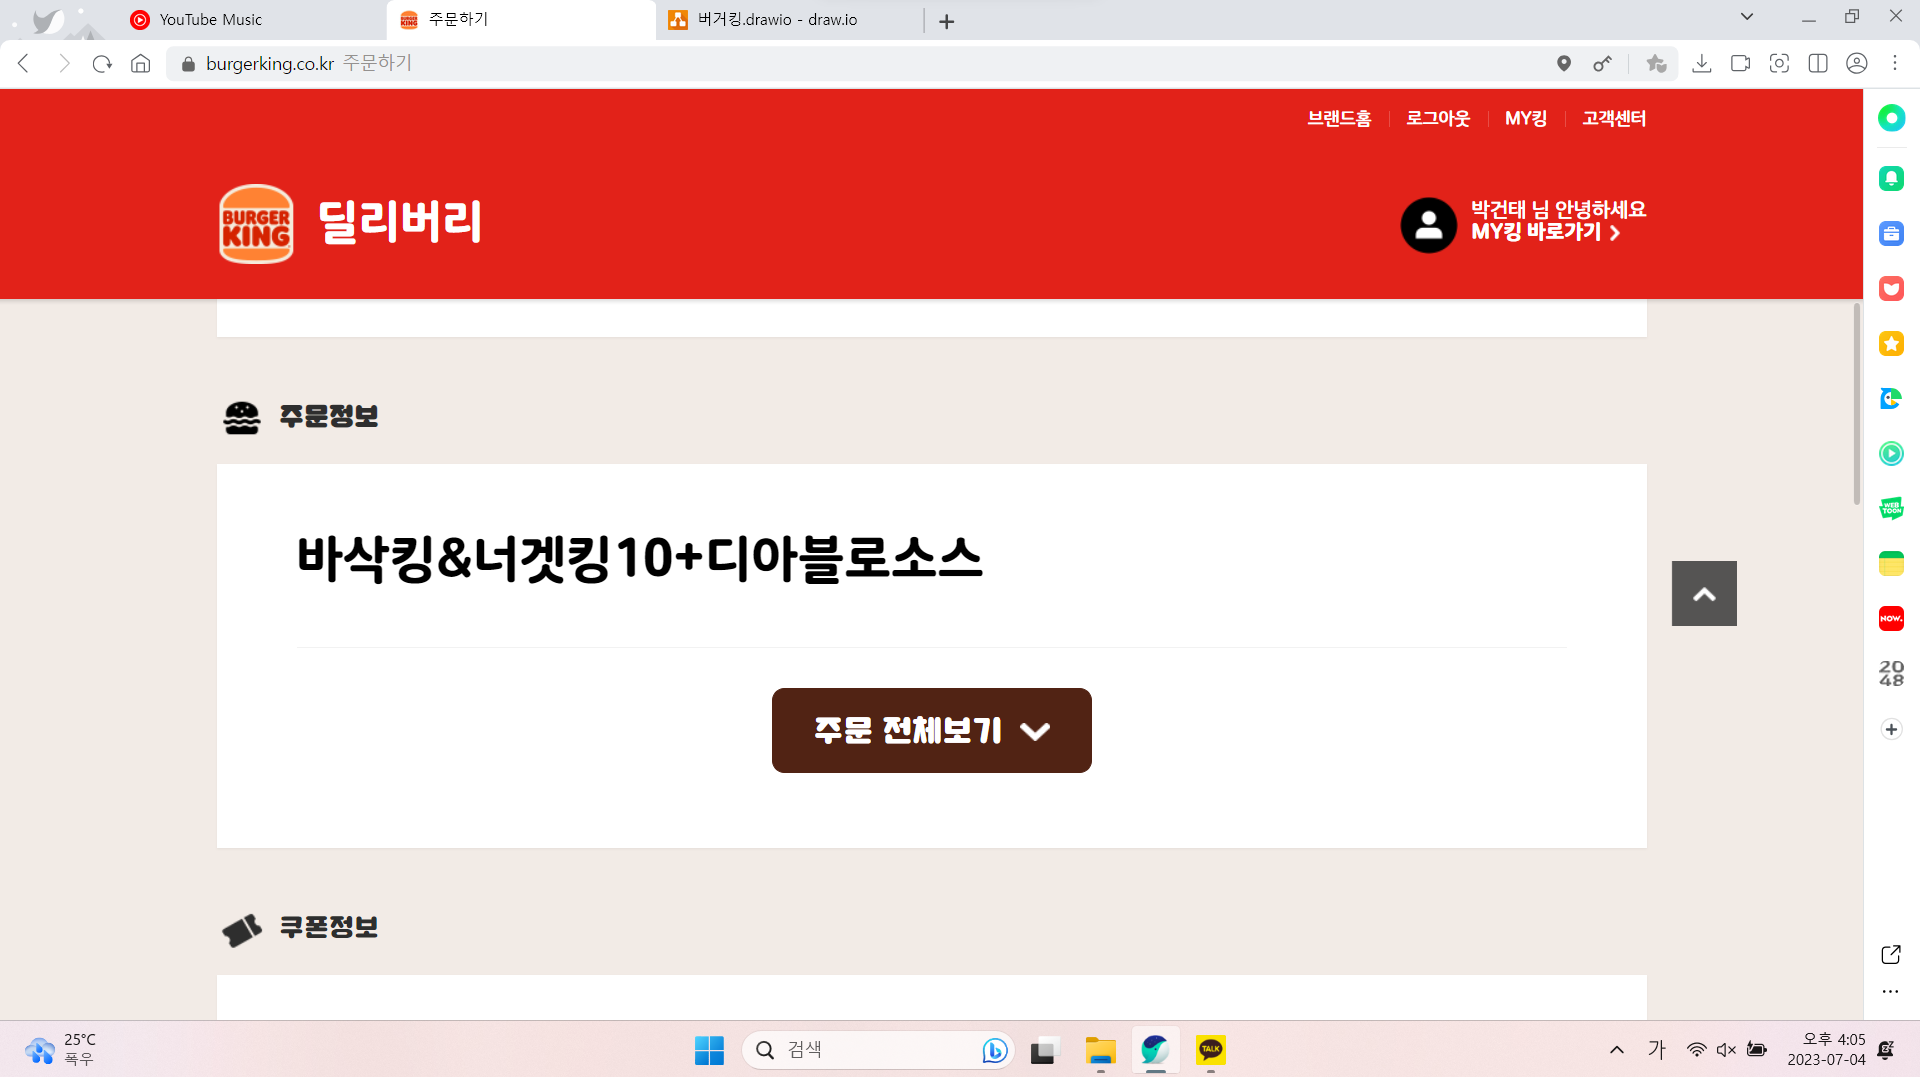 YouTube Music
주문하기
버거킹.drawio - draw.io
burgerking.co.kr 주문하기
브랜드홈
로그아웃
MY킹
고객센터
BURGER
KING
딜리버리
박건태 님 안녕하세요
MY킹 바로가기
주문정보
바삭킹&너겟킹10+디아블로소스
주문 전체보기
쿠폰정보
WEB
TOON
NOW.
20
48
25°C
폭우
검색
TALK
가
오후 4:05
2023-07-04